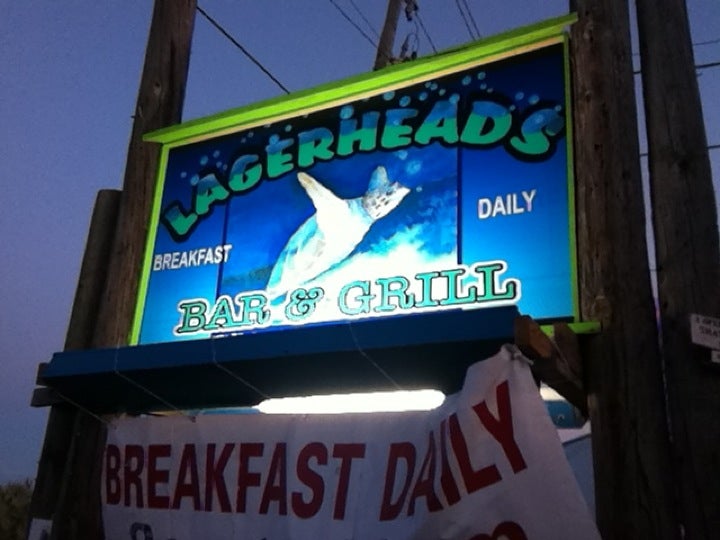 LAGERHEADS
BREAKFAST
DAILY
BAR & GRILL
BREAKFAST DAILY